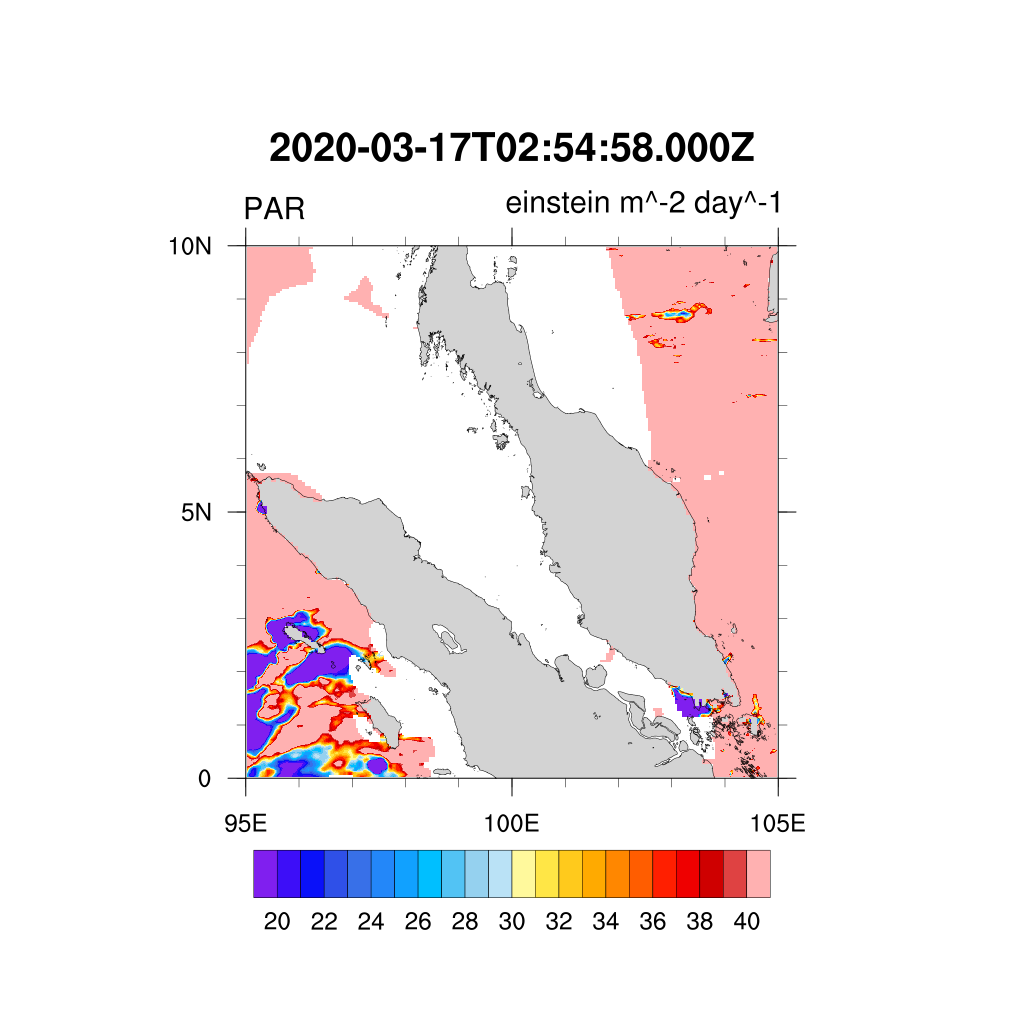 2020-03-17T02:54:58.000Z
PAR einstein m^-2 day^-1
10N
5N
0
95E 100E 105E
20 22 24 26 28 30 32 34 36 38 40